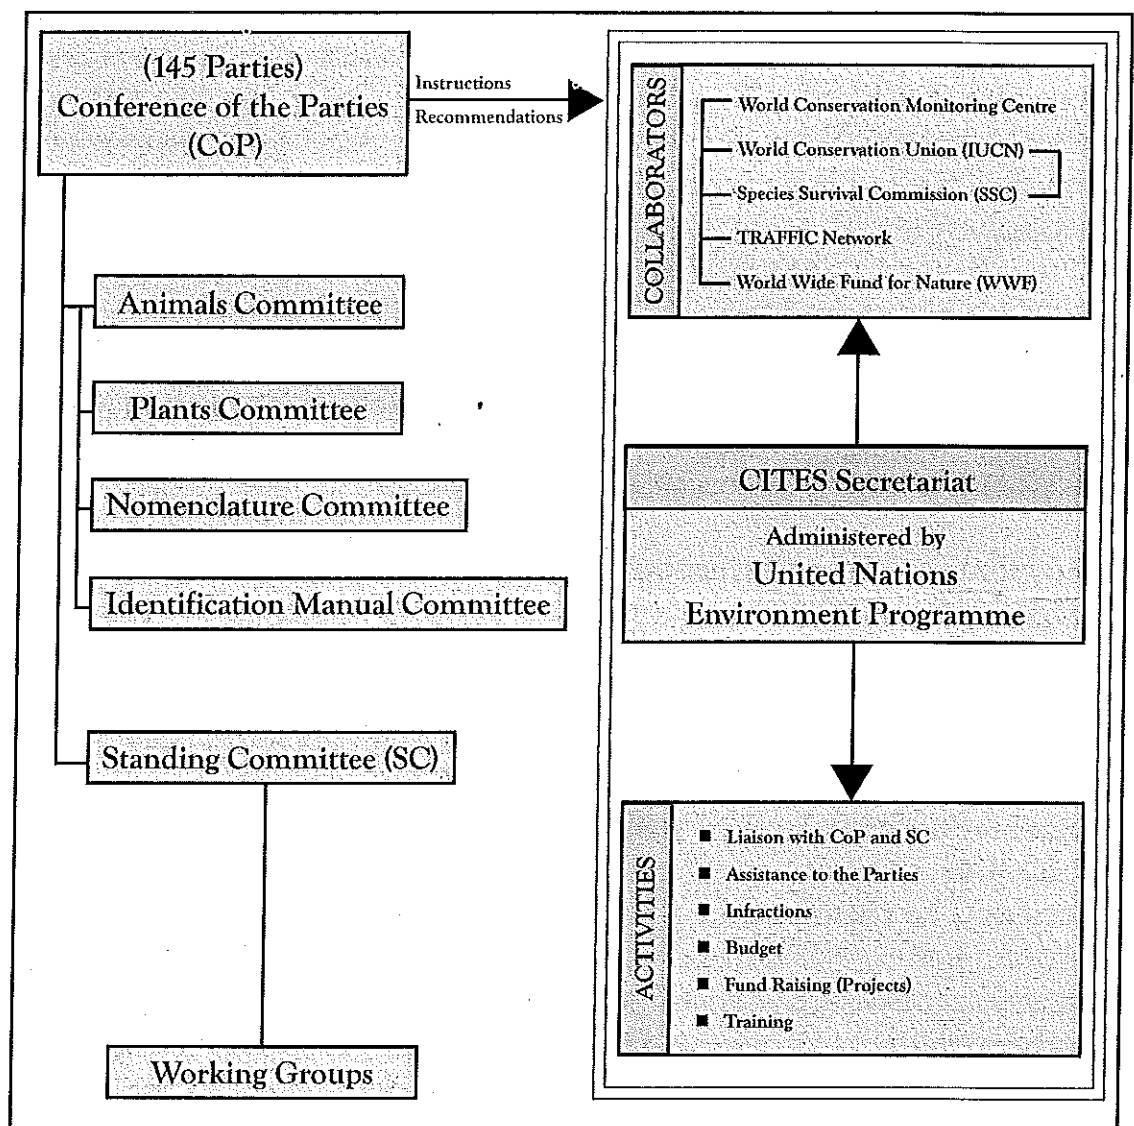 (145 Parties)
Conference of the Parties
(CoP)
Instructions
Recommendations
Animals Committee
Plants Committee
Nomenclature Committee
Identification Manual Committee
Standing Committee (SC)
Working Groups
COLLABORATORS
World Conservation Monitoring Centre
World Conservation Union (IUCN)
Species Survival Commission (SSC)
TRAFFIC Network
World Wide Fund for Nature (WWF)
CITES Secretariat
Administered by
United Nations
Environment Programme
ACTIVITIES
■ Liaison with CoP and SC
■ Assistance to the Parties
■ Infractions
■ Budget
■ Fund Raising (Projects)
■ Training